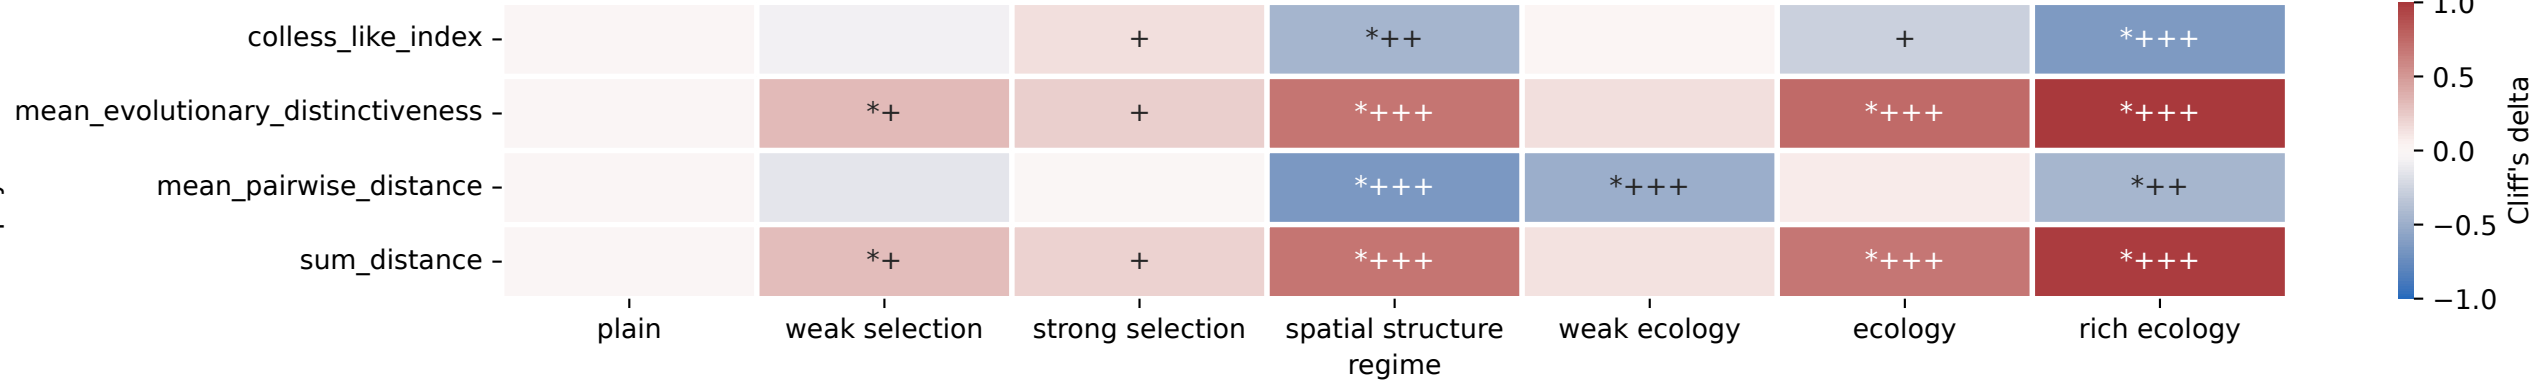 colless_like_index + *++ + *+++
mean_evolutionary_distinctiveness *+ + *+++ *+++ *+++
mean_pairwise_distance *+++ *+++ *++
sum_distance *+ + *+++ *+++ *+++
plain weak selection strong selection spatial structure weak ecology ecology rich ecology
regime
1.0
0.5
0.0
−0.5
−1.0
Cliff's delta